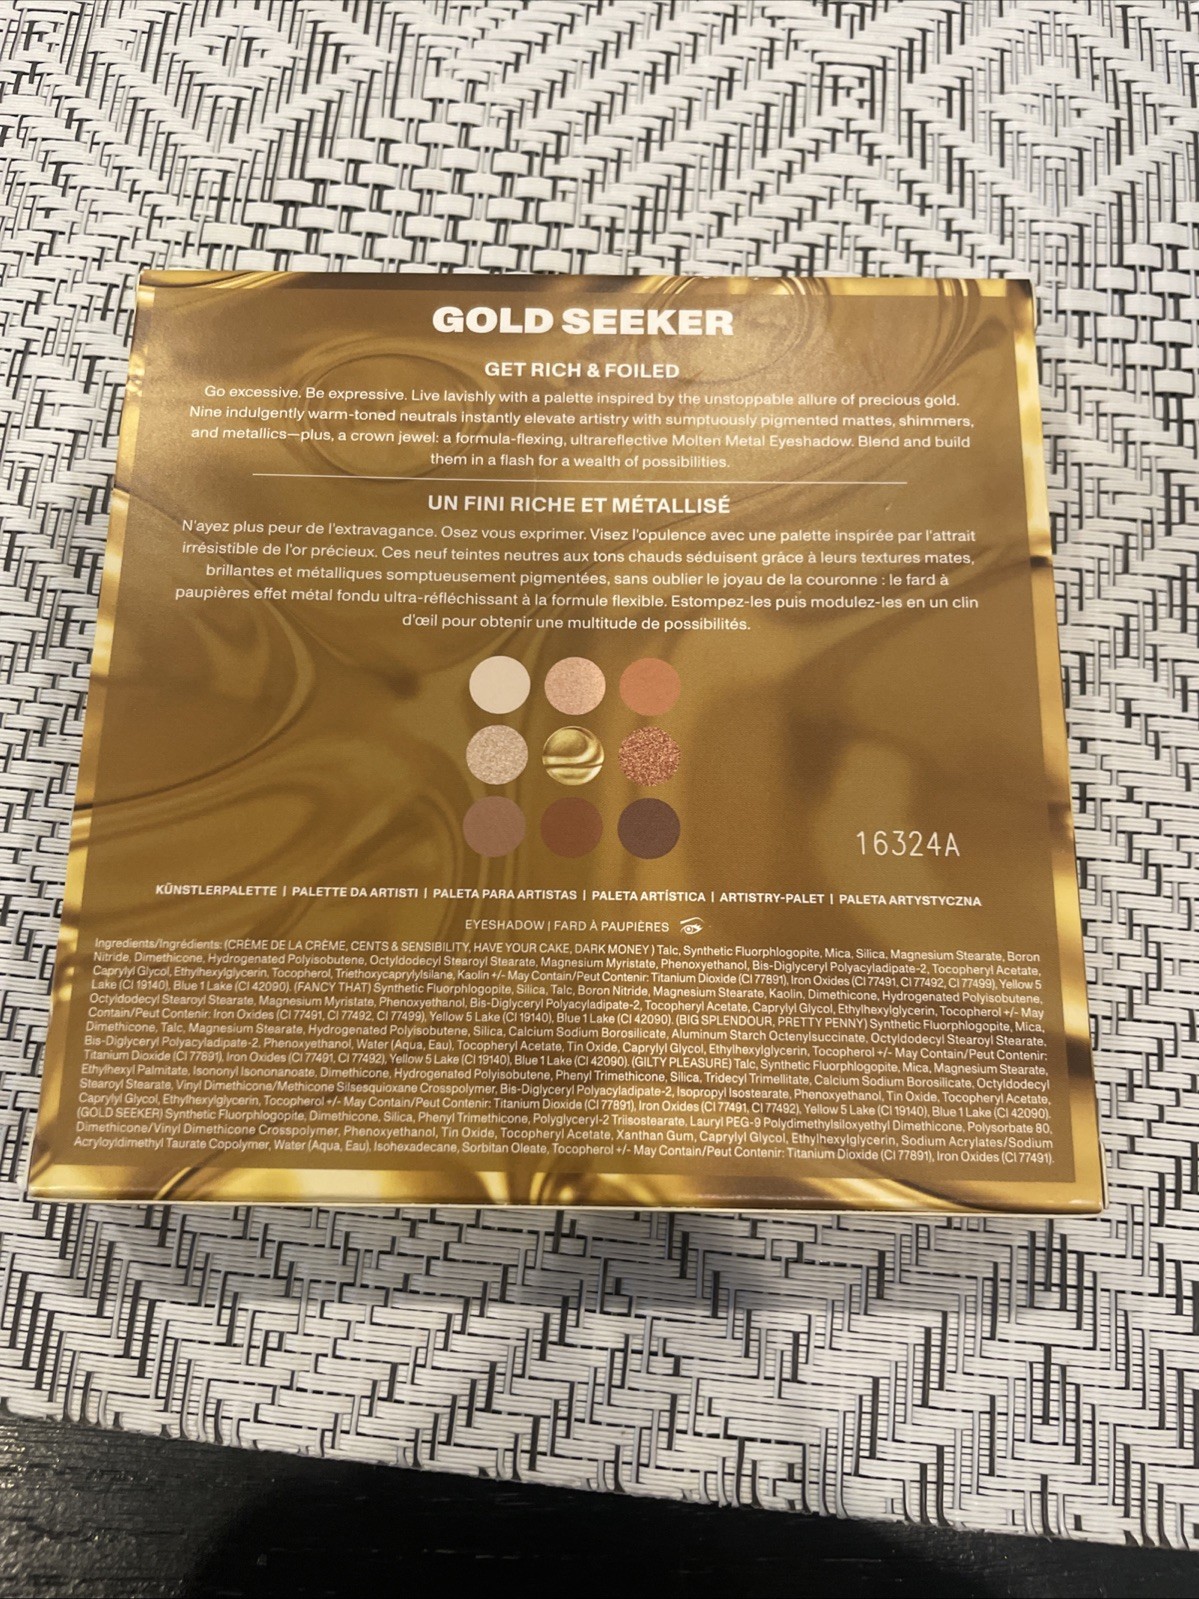 GOLD SEEKER
GET RICH & FOILED
Go excessive. Be expressive. Live lavishly with a palette inspired by the unstoppable allure of precious gold.
Nine indulgently warm-toned neutrals instantly elevate artistry with sumptuously pigmented mattes, shimmers,
and metallics—plus, a crown jewel: a formula-flexing, ultrareflective Molten Metal Eyeshadow. Blend and build
them in a flash for a wealth of possibilities.
UN FINI RICHE ET MÉTALLISÉ
N'ayez plus peur de l'extravagance. Osez vous exprimer. Visez l'opulence avec une palette inspirée par l'attrait
irrésistible de l'or précieux. Ces neuf teintes neutres aux tons chauds séduisent grâce à leurs textures mates,
brillantes et métalliques somptueusement pigmentées, sans oublier le joyau de la couronne : le fard à
paupières effet métal fondu ultra-réfléchissant à la formule flexible. Estompez-les puis modulez-les en un clin
d'œil pour obtenir une multitude de possibilités.
16324A
KÜNSTLERPALETTE | PALETTE DA ARTISTI | PALETA PARA ARTISTAS | PALETA ARTÍSTICA | ARTISTRY-PALET | PALETA ARTYSTYCZNA
EYESHADOW | FARD À PAUPIÈRES
Ingredients/Ingrédients: (CRÈME DE LA CRÈME, CENTS & SENSIBILITY, HAVE YOUR CAKE, DARK MONEY ) Talc, Synthetic Fluorphlogopite, Mica, Silica, Magnesium Stearate, Boron
Nitride, Dimethicone, Hydrogenated Polyisobutene, Octyldodecyl Stearoyl Stearate, Magnesium Myristate, Phenoxyethanol, Bis-Diglyceryl Polyacyladipate-2, Tocopheryl Acetate,
Caprylyl Glycol, Ethylhexylglycerin, Tocopherol, Triethoxycaprylylsilane, Kaolin +/- May Contain/Peut Contenir: Titanium Dioxide (CI 77891), Iron Oxides (CI 77491, CI 77492, CI 77499), Yellow 5
Lake (CI 19140), Blue 1 Lake (CI 42090). (FANCY THAT) Synthetic Fluorphlogopite, Silica, Talc, Boron Nitride, Magnesium Stearate, Kaolin, Dimethicone, Hydrogenated Polyisobutene,
Octyldodecyl Stearoyl Stearate, Magnesium Myristate, Phenoxyethanol, Bis-Diglyceryl Polyacyladipate-2, Tocopheryl Acetate, Caprylyl Glycol, Ethylhexylglycerin, Tocopherol +/- May
Contain/Peut Contenir: Iron Oxides (CI 77491, CI 77492, CI 77499), Yellow 5 Lake (CI 19140), Blue 1 Lake (CI 42090). (BIG SPLENDOUR, PRETTY PENNY) Synthetic Fluorphlogopite, Mica,
Dimethicone, Talc, Magnesium Stearate, Hydrogenated Polyisobutene, Silica, Calcium Sodium Borosilicate, Aluminum Starch Octenylsuccinate, Octyldodecyl Stearoyl Stearate,
Bis-Diglyceryl Polyacyladipate-2, Phenoxyethanol, Water (Aqua, Eau), Tocopheryl Acetate, Tin Oxide, Caprylyl Glycol, Ethylhexylglycerin, Tocopherol +/- May Contain/Peut Contenir:
Titanium Dioxide (CI 77891), Iron Oxides (CI 77491, CI 77492), Yellow 5 Lake (CI 19140), Blue 1 Lake (CI 42090). (GILTY PLEASURE) Talc, Synthetic Fluorphlogopite, Mica, Magnesium Stearate,
Ethylhexyl Palmitate, Isononyl Isononanoate, Dimethicone, Hydrogenated Polyisobutene, Phenyl Trimethicone, Silica, Tridecyl Trimellitate, Calcium Sodium Borosilicate, Octyldodecyl
Stearoyl Stearate, Vinyl Dimethicone/Methicone Silsesquioxane Crosspolymer, Bis-Diglyceryl Polyacyladipate-2, Isopropyl Isostearate, Phenoxyethanol, Tin Oxide, Tocopheryl Acetate,
Caprylyl Glycol, Ethylhexylglycerin, Tocopherol +/- May Contain/Peut Contenir: Titanium Dioxide (CI 77891), Iron Oxides (CI 77491, CI 77492), Yellow 5 Lake (CI 19140), Blue 1 Lake (CI 42090).
(GOLD SEEKER) Synthetic Fluorphlogopite, Dimethicone, Silica, Phenyl Trimethicone, Polyglyceryl-2 Triisostearate, Lauryl PEG-9 Polydimethylsiloxyethyl Dimethicone, Polysorbate 80,
Dimethicone/Vinyl Dimethicone Crosspolymer, Phenoxyethanol, Tin Oxide, Tocopheryl Acetate, Xanthan Gum, Caprylyl Glycol, Ethylhexylglycerin, Sodium Acrylates/Sodium
Acryloyldimethyl Taurate Copolymer, Water (Aqua, Eau), Isohexadecane, Sorbitan Oleate, Tocopherol +/- May Contain/Peut Contenir: Titanium Dioxide (CI 77891), Iron Oxides (CI 77491).